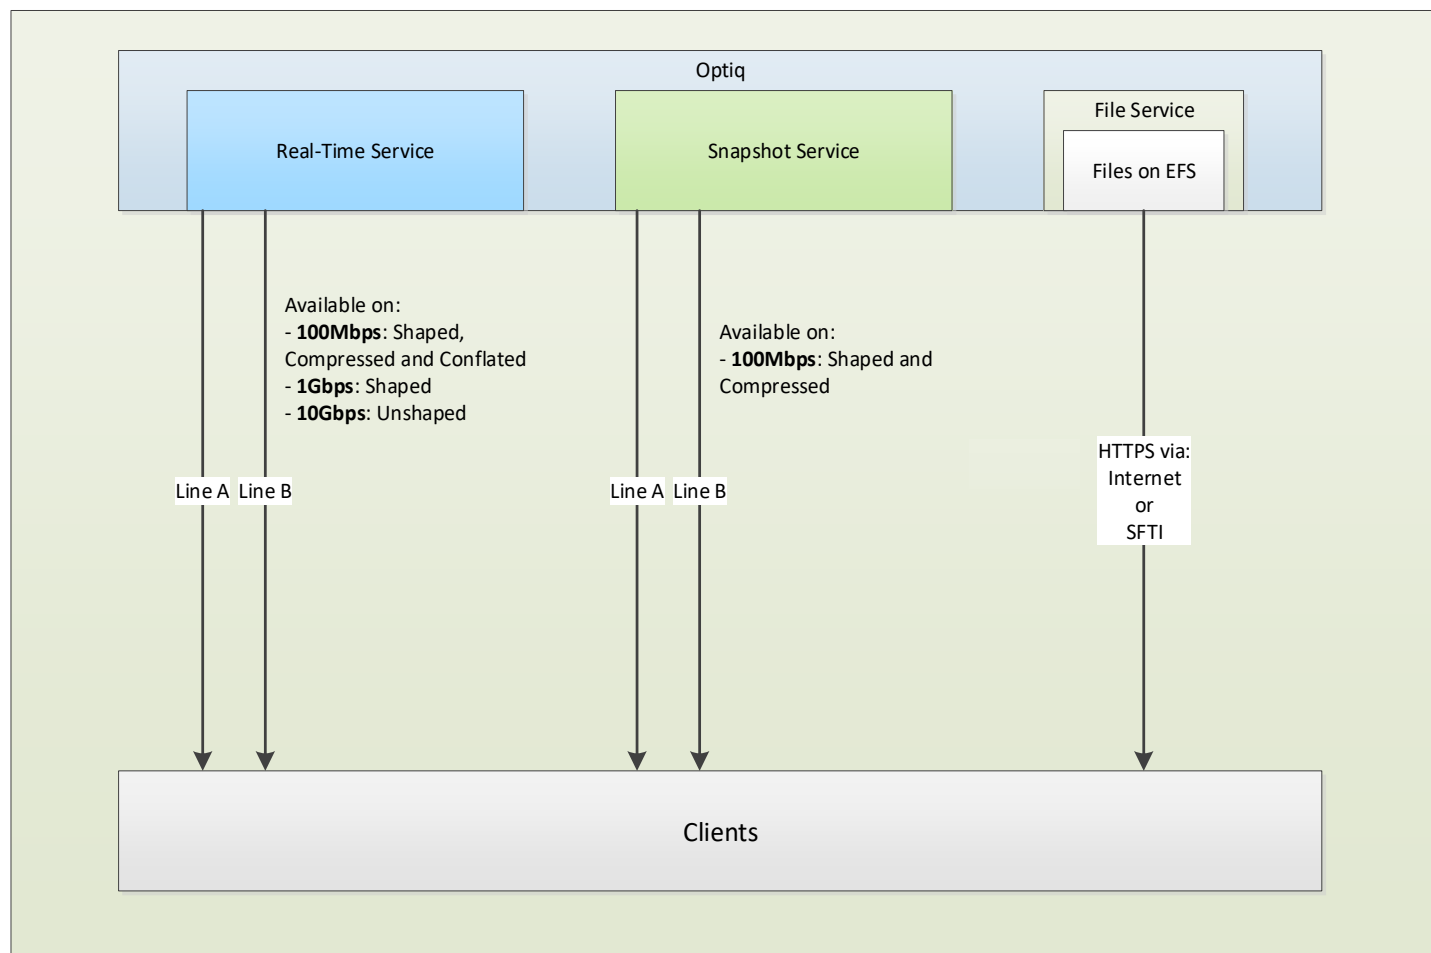 Optiq
Real-Time Service
Snapshot Service
File Service
Files on EFS
Available on:
- 100Mbps: Shaped,
Compressed and Conflated
- 1Gbps: Shaped
- 10Gbps: Unshaped
Available on:
- 100Mbps: Shaped and
Compressed
Line A
Line B
Line A
Line B
HTTPS via:
Internet
or
SFTI
Clients